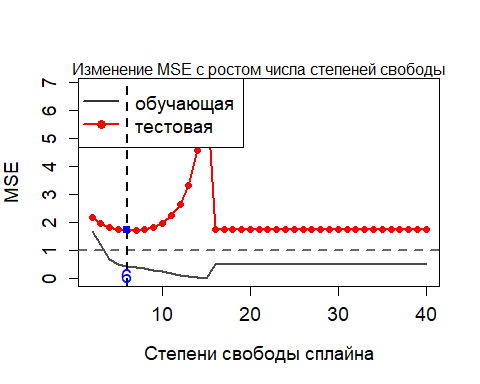 Изменение MSE с ростом числа степеней свободы
обучающая
тестовая
MSE
7
6
5
4
3
2
1
0
6
10
20
30
40
Степени свободы сплайна